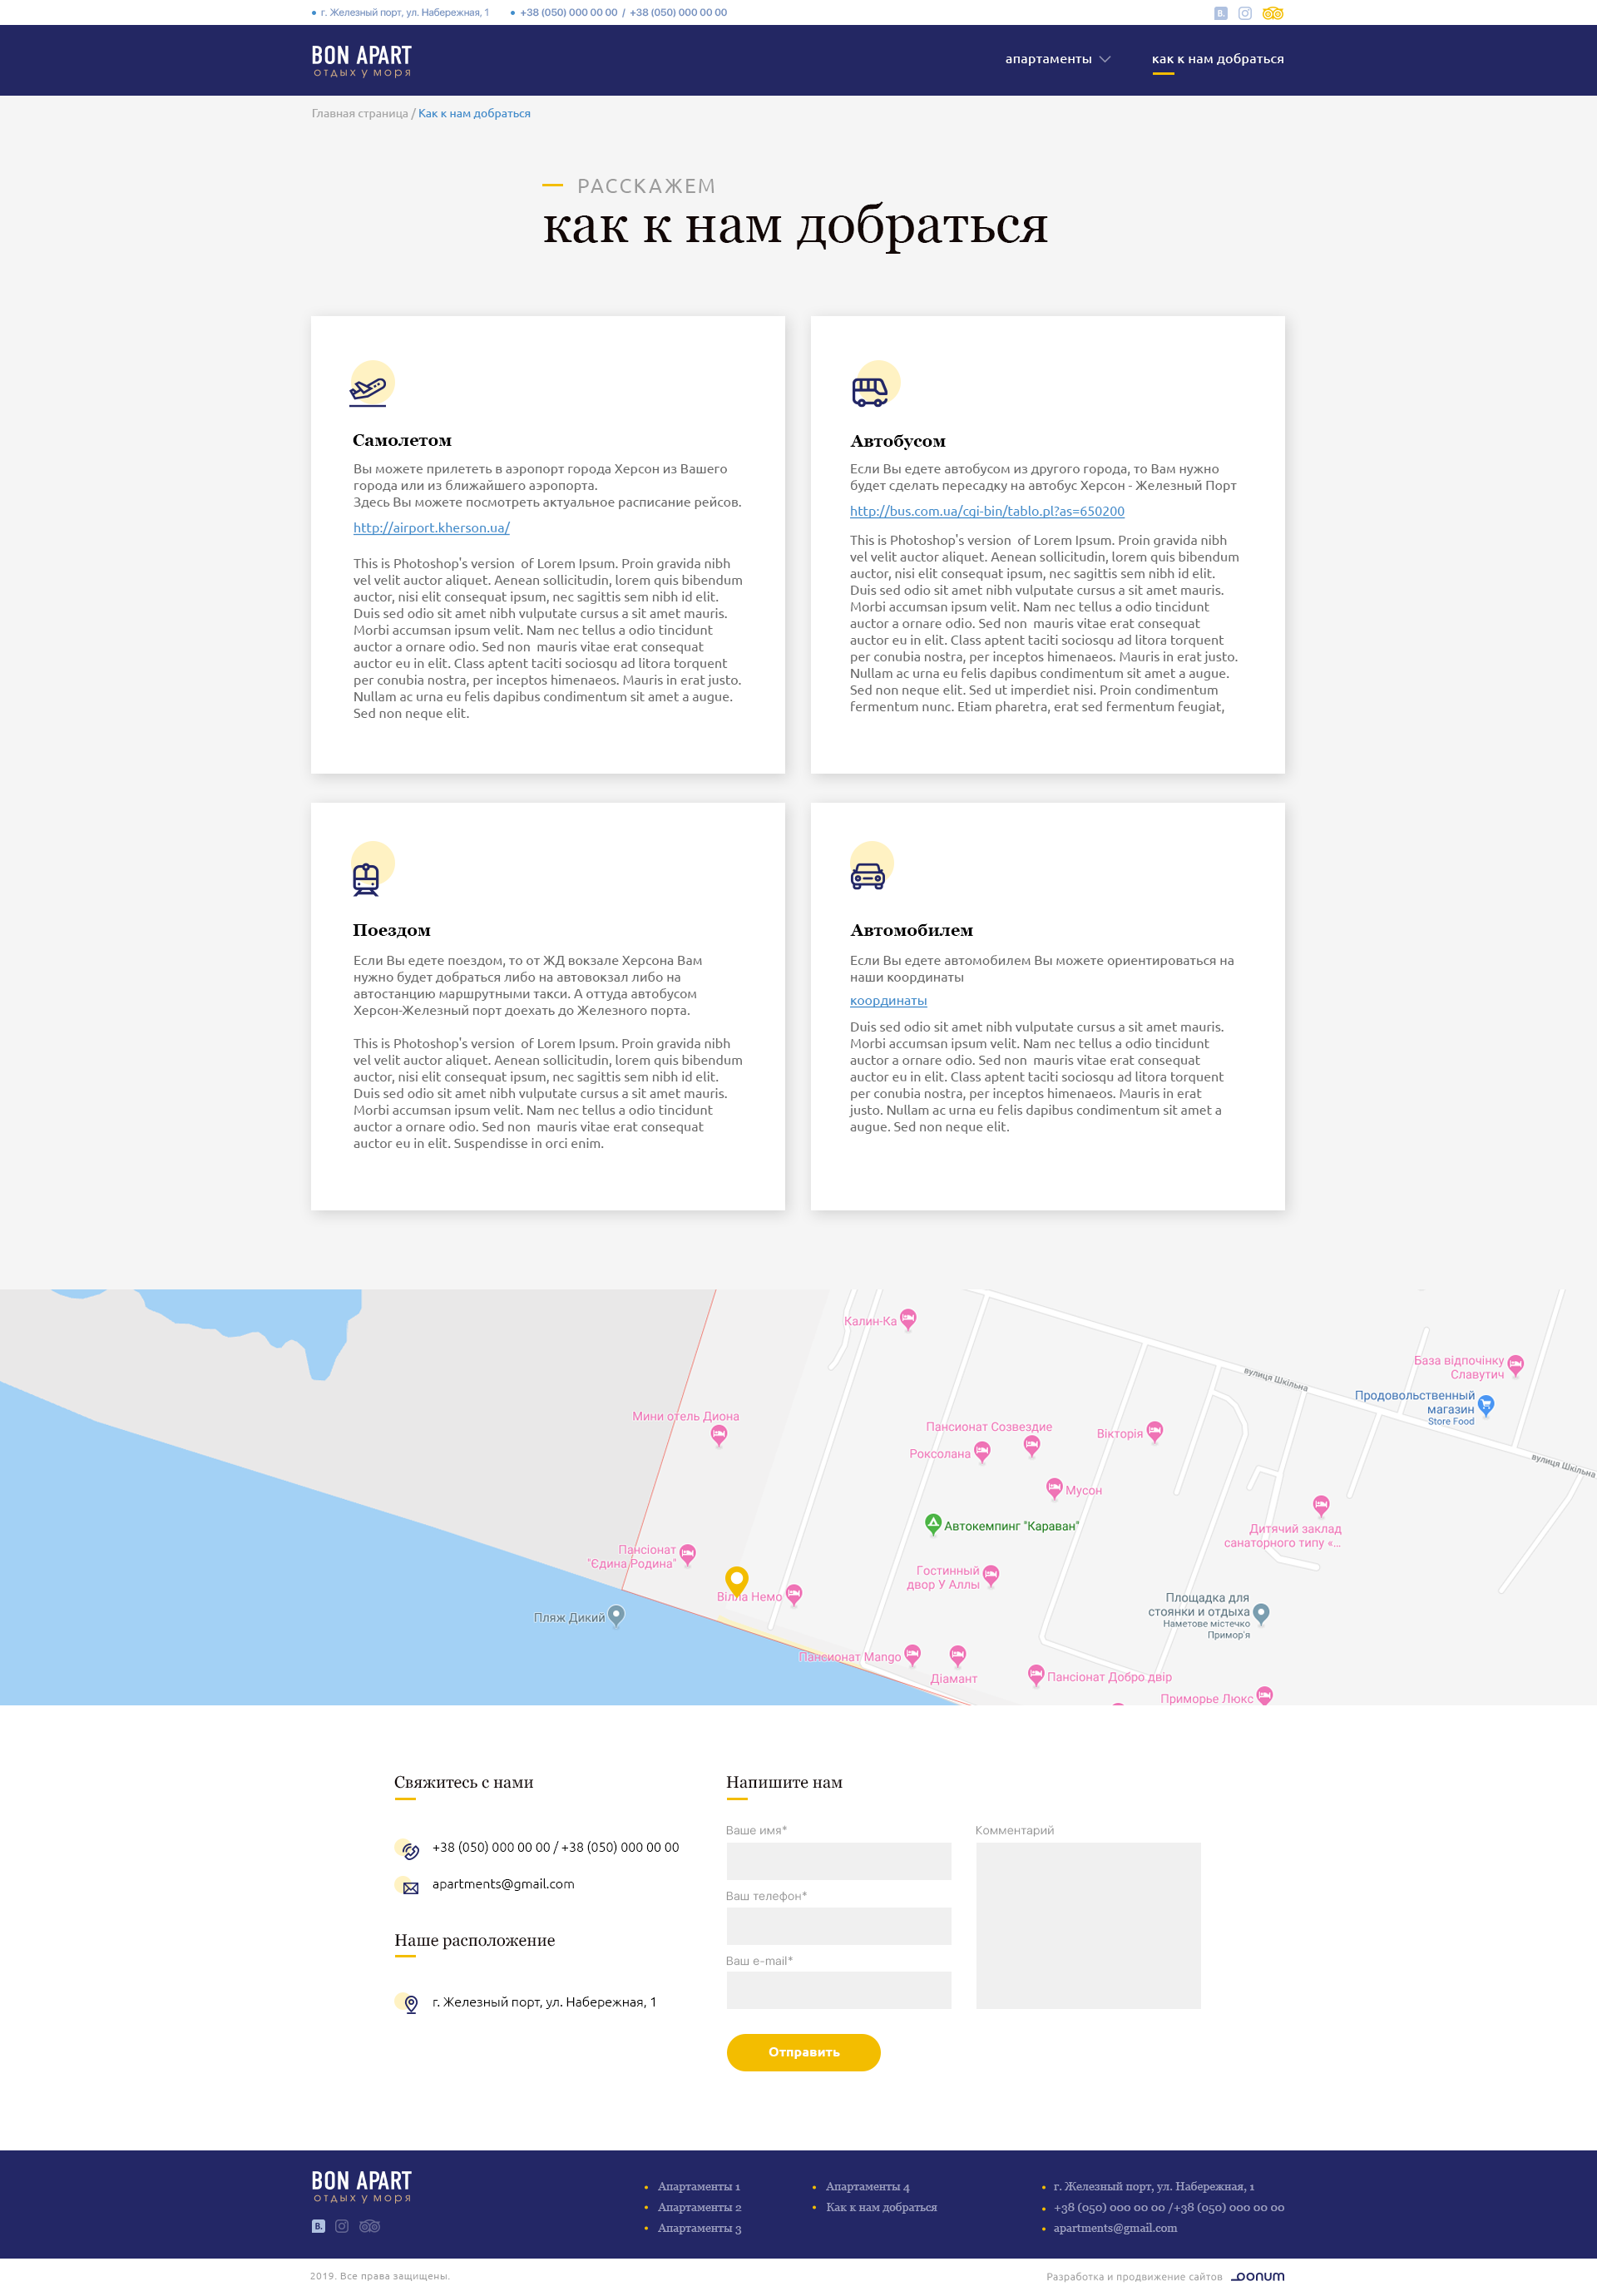 г. Железный порт, ул. Набережная, 1
+38 (050) 000 00 00 / +38 (050) 000 00 00
B.
BON APART
отдых у моря
апартаменты
как к нам добраться
Главная страница / Как к нам добраться
РАССКАЖЕМ
как к нам добраться
Самолетом
Вы можете прилететь в аэропорт города Херсон из Вашего
города или из ближайшего аэропорта.
Здесь Вы можете посмотреть актуальное расписание рейсов.
http://airport.kherson.ua/
This is Photoshop's version  of Lorem Ipsum. Proin gravida nibh
vel velit auctor aliquet. Aenean sollicitudin, lorem quis bibendum
auctor, nisi elit consequat ipsum, nec sagittis sem nibh id elit.
Duis sed odio sit amet nibh vulputate cursus a sit amet mauris.
Morbi accumsan ipsum velit. Nam nec tellus a odio tincidunt
auctor a ornare odio. Sed non  mauris vitae erat consequat
auctor eu in elit. Class aptent taciti sociosqu ad litora torquent
per conubia nostra, per inceptos himenaeos. Mauris in erat justo.
Nullam ac urna eu felis dapibus condimentum sit amet a augue.
Sed non neque elit.
Автобусом
Если Вы едете автобусом из другого города, то Вам нужно
будет сделать пересадку на автобус Херсон - Железный Порт
http://bus.com.ua/cgi-bin/tablo.pl?as=650200
This is Photoshop's version  of Lorem Ipsum. Proin gravida nibh
vel velit auctor aliquet. Aenean sollicitudin, lorem quis bibendum
auctor, nisi elit consequat ipsum, nec sagittis sem nibh id elit.
Duis sed odio sit amet nibh vulputate cursus a sit amet mauris.
Morbi accumsan ipsum velit. Nam nec tellus a odio tincidunt
auctor a ornare odio. Sed non  mauris vitae erat consequat
auctor eu in elit. Class aptent taciti sociosqu ad litora torquent
per conubia nostra, per inceptos himenaeos. Mauris in erat justo.
Nullam ac urna eu felis dapibus condimentum sit amet a augue.
Sed non neque elit. Sed ut imperdiet nisi. Proin condimentum
fermentum nunc. Etiam pharetra, erat sed fermentum feugiat,
Поездом
Если Вы едете поездом, то от ЖД вокзале Херсона Вам
нужно будет добраться либо на автовокзал либо на
автостанцию маршрутными такси. А оттуда автобусом
Херсон-Железный порт доехать до Железного порта.
This is Photoshop's version  of Lorem Ipsum. Proin gravida nibh
vel velit auctor aliquet. Aenean sollicitudin, lorem quis bibendum
auctor, nisi elit consequat ipsum, nec sagittis sem nibh id elit.
Duis sed odio sit amet nibh vulputate cursus a sit amet mauris.
Morbi accumsan ipsum velit. Nam nec tellus a odio tincidunt
auctor a ornare odio. Sed non  mauris vitae erat consequat
auctor eu in elit. Suspendisse in orci enim.
Автомобилем
Если Вы едете автомобилем Вы можете ориентироваться на
наши координаты
координаты
Duis sed odio sit amet nibh vulputate cursus a sit amet mauris.
Morbi accumsan ipsum velit. Nam nec tellus a odio tincidunt
auctor a ornare odio. Sed non  mauris vitae erat consequat
auctor eu in elit. Class aptent taciti sociosqu ad litora torquent
per conubia nostra, per inceptos himenaeos. Mauris in erat
justo. Nullam ac urna eu felis dapibus condimentum sit amet a
augue. Sed non neque elit.
Калин-Ка
вулиця Шкільна
База відпочінку
Славутич
Продовольственный
магазин
Store Food
Мини отель Диона
Пансионат Созвездие
Вікторія
Роксолана
вулиця Шкільна
Мусон
Автокемпинг "Караван"
Дитячий заклад
санаторного типу «...
Пансіонат
"Єдина Родина"
Гостинный
двор У Аллы
Вілла Немо
Площадка для
стоянки и отдыха
Наметове містечко
Примор'я
Пляж Дикий
Пансионат Mango
Діамант
Пансіонат Добро двір
Приморье Люкс
Свяжитесь с нами
+38 (050) 000 00 00 / +38 (050) 000 00 00
apartments@gmail.com
Наше расположение
г. Железный порт, ул. Набережная, 1
Напишите нам
Ваше имя*
Комментарий
Ваш телефон*
Ваш e-mail*
Отправить
BON APART
отдых у моря
B.
Апартаменты 1
Апартаменты 2
Апартаменты 3
Апартаменты 4
Как к нам добраться
г. Железный порт, ул. Набережная, 1
+38 (050) 000 00 00 /+38 (050) 000 00 00
apartments@gmail.com
2019. Все права защищены.
Разработка и продвижение сайтов
DONUM